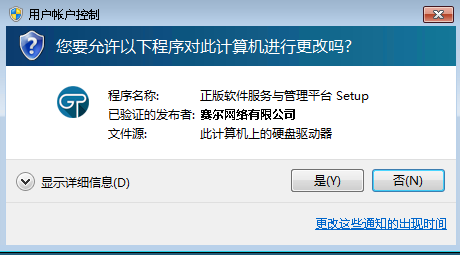 用户帐户控制
您要允许以下程序对此计算机进行更改吗?
程序名称: 正版软件服务与管理平台 Setup
已验证的发布者: 赛尔网络有限公司
文件源: 此计算机上的硬盘驱动器
显示详细信息(D)
是(Y)
否(N)
更改这些通知的出现时间